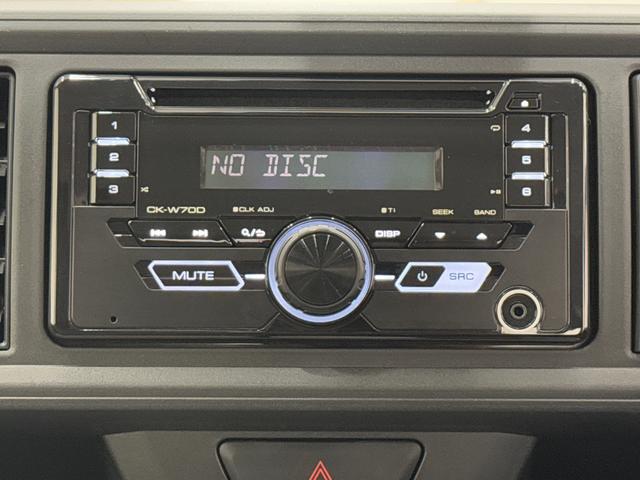 1
4
NO DISC
2
5
3
6
CK-W70D
CLK ADJ
TI
SEEK
BAND
DISP
MUTE
SRC